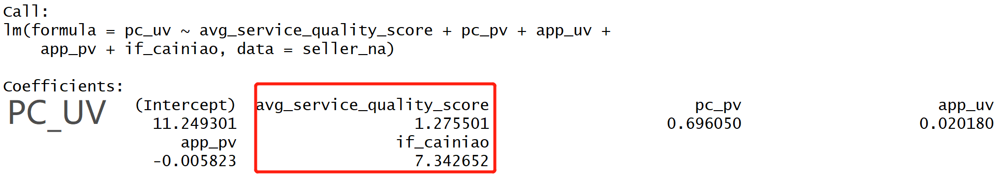 Call:
lm(formula = pc_uv ~ avg_service_quality_score + pc_pv + app_uv +
    app_pv + if_cainiao, data = seller_na)
Coefficients:
PC_UV
(Intercept) avg_service_quality_score pc_pv app_uv
11.249301 1.275501 0.696050 0.020180
app_pv if_cainiao
-0.005823 7.342652